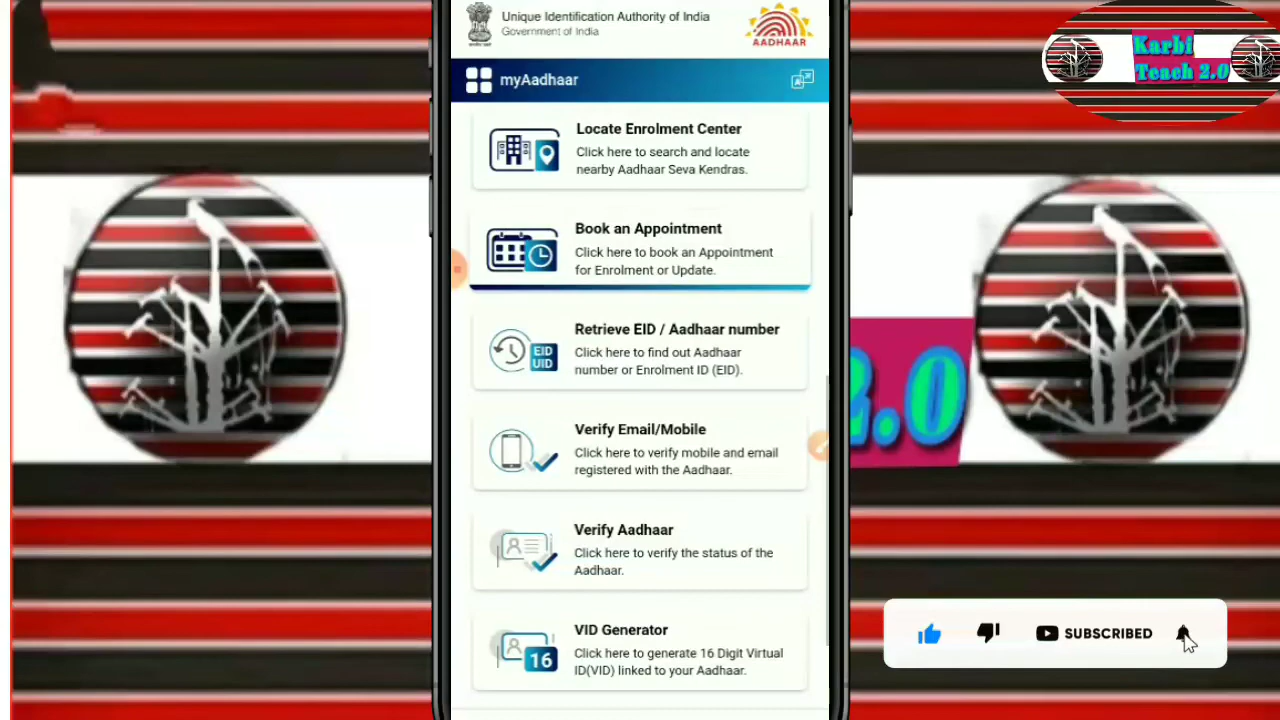 Unique Identification Authority of India
Government of India
AADHAAR
Karbi
Teach 2.0
myAadhaar
Locate Enrolment Center
Click here to search and locate
nearby Aadhaar Seva Kendras.
Book an Appointment
Click here to book an Appointment
for Enrolment or Update.
Retrieve EID / Aadhaar number
EID
UID
Click here to find out Aadhaar
number or Enrolment ID (EID).
2.0
Verify Email/Mobile
Click here to verify mobile and email
registered with the Aadhaar.
Verify Aadhaar
Click here to verify the status of the
Aadhaar.
VID Generator
16
Click here to generate 16 Digit Virtual
ID(VID) linked to your Aadhaar.
SUBSCRIBED